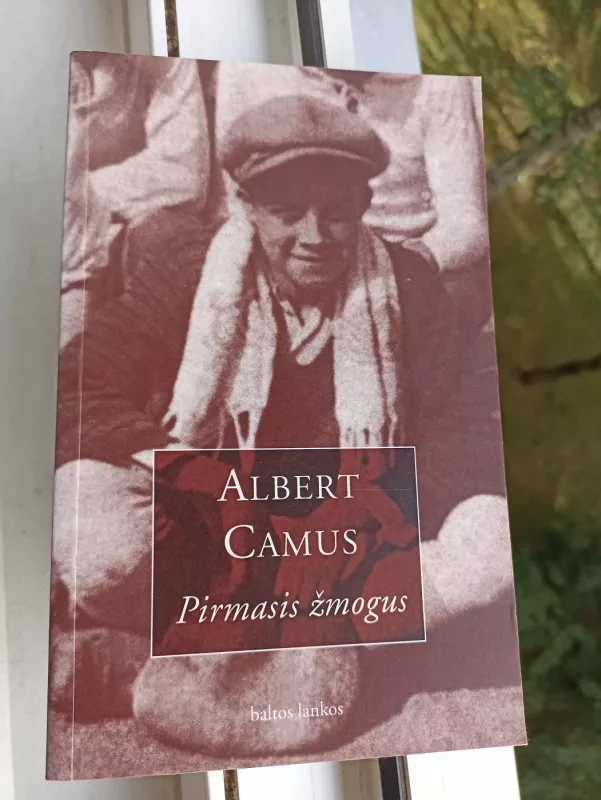 ALBERT
CAMUS
Pirmasis žmogus
baltos lankos